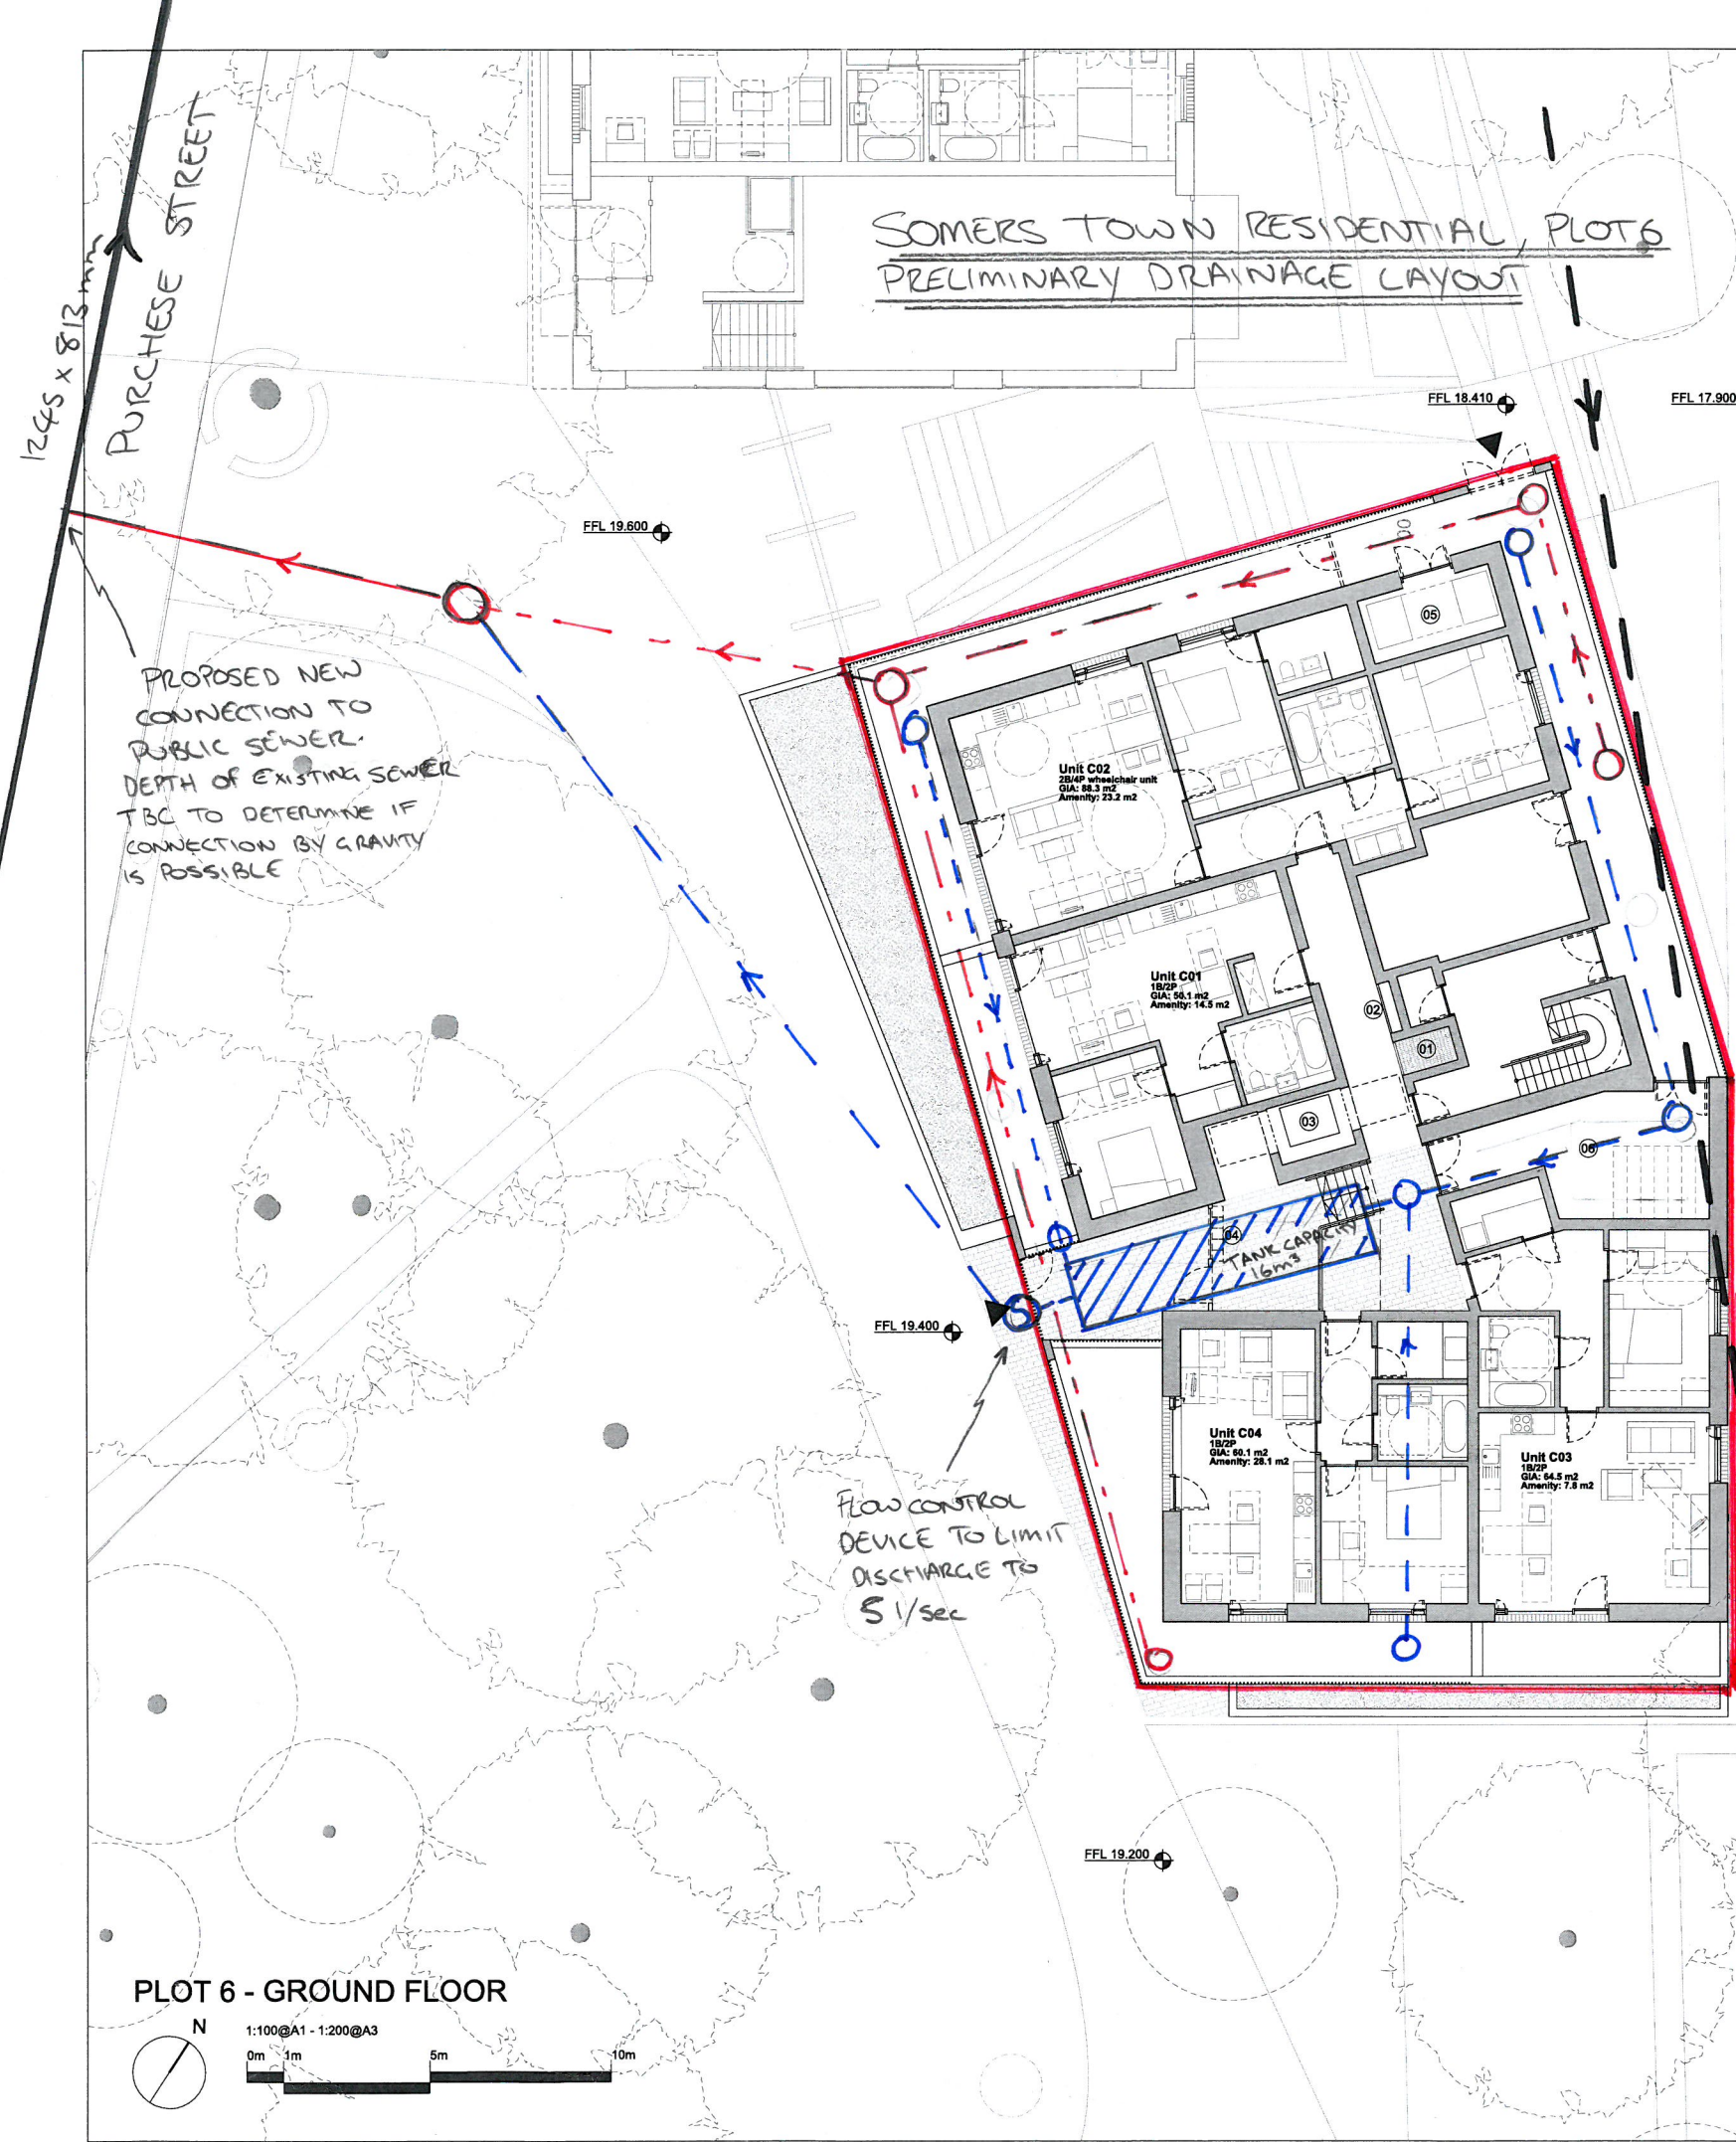 SOMERS TOWN RESIDENTIAL, PLOT 6
PRELIMINARY DRAINAGE LAYOUT
1245 x 813 mm
PURCHESE STREET
FFL 18.410
FFL 17.900
FFL 19.600
PROPOSED NEW
CONNECTION TO
PUBLIC SEWER.
DEPTH OF EXISTING SEWER
TBC TO DETERMINE IF
CONNECTION BY GRAVITY
IS POSSIBLE
05
Unit C02
2B/4P wheelchair unit
GIA: 88.3 m2
Amenity: 23.2 m2
Unit C01
1B/2P
GIA: 50.1 m2
Amenity: 14.5 m2
02
01
03
06
04
TANK CAPACITY
16m³
S
FFL 19.400
Unit C04
1B/2P
GIA: 60.1 m2
Amenity: 28.1 m2
Unit C03
1B/2P
GIA: 64.5 m2
Amenity: 7.8 m2
FLOW CONTROL
DEVICE TO LIMIT
DISCHARGE TO
5 l/sec
FFL 19.200
PLOT 6 - GROUND FLOOR
N
1:100@A1 - 1:200@A3
0m 1m 5m 10m